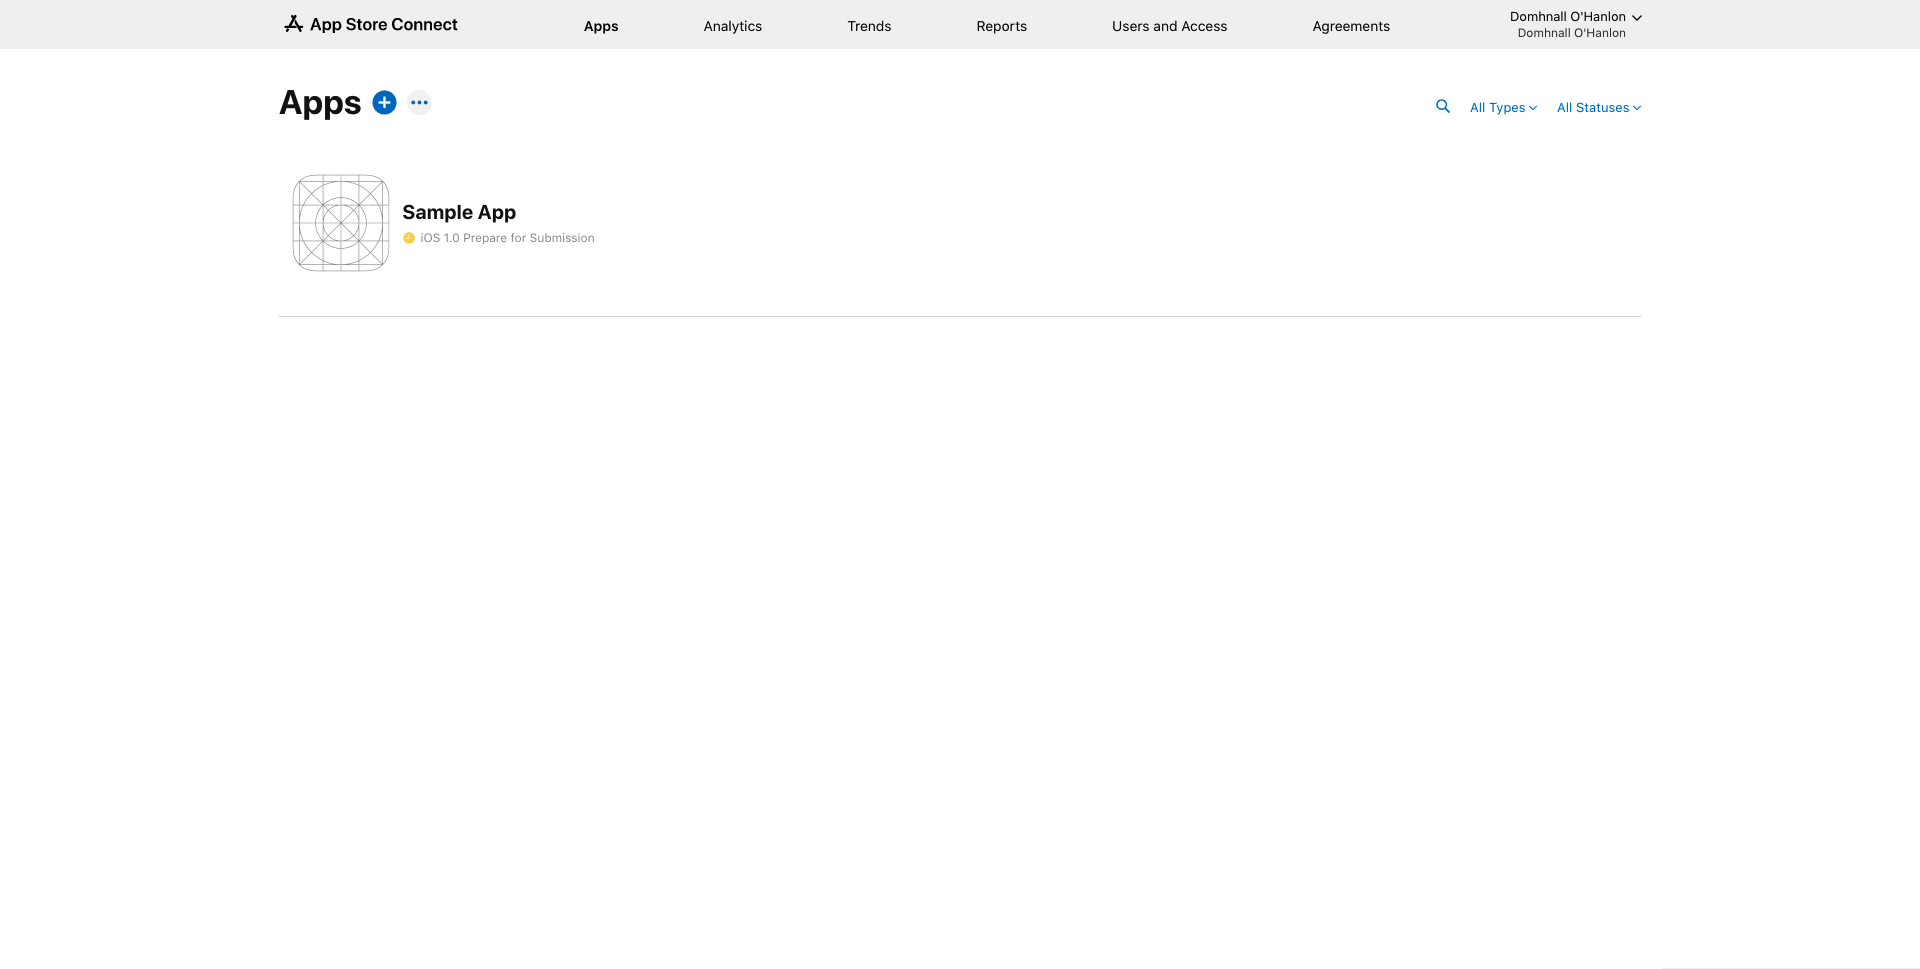 App Store Connect
Apps
Analytics
Trends
Reports
Users and Access
Agreements
Domhnall O'Hanlon
Domhnall O'Hanlon
Apps
All Types
All Statuses
Sample App
iOS 1.0 Prepare for Submission